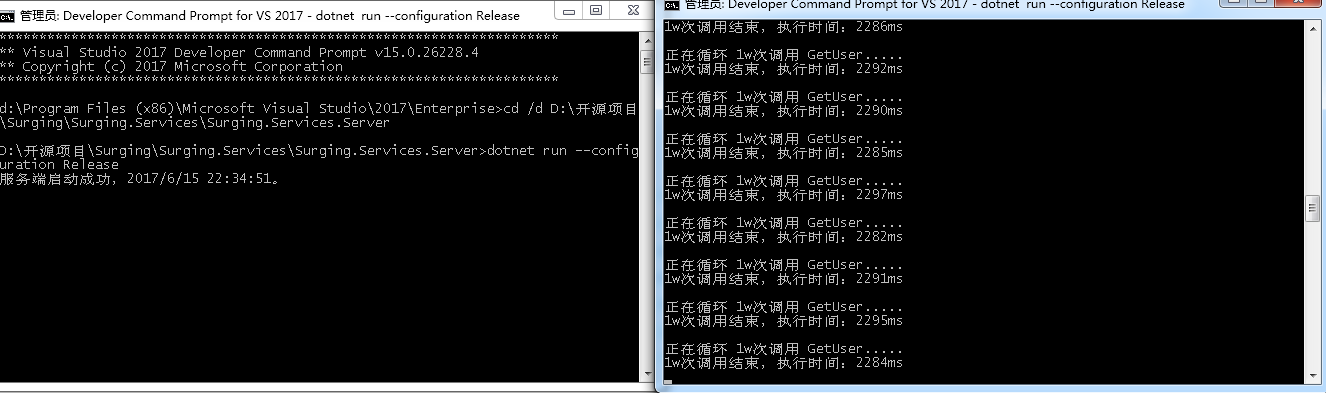 管理员: Developer Command Prompt for VS 2017 - dotnet  run --configuration Release
**********************************************************************
** Visual Studio 2017 Developer Command Prompt v15.0.26228.4
** Copyright (c) 2017 Microsoft Corporation
**********************************************************************
d:\Program Files (x86)\Microsoft Visual Studio\2017\Enterprise>cd /d D:\开源项目
\Surging\Surging.Services\Surging.Services.Server
D:\开源项目\Surging\Surging.Services\Surging.Services.Server>dotnet run --config
uration Release
服务端启动成功，2017/6/15 22:34:51。
管理员: Developer Command Prompt for VS 2017 - dotnet  run --configuration Release
1w次调用结束，执行时间：2286ms
正在循环 1w次调用 GetUser.....
1w次调用结束，执行时间：2292ms
正在循环 1w次调用 GetUser.....
1w次调用结束，执行时间：2290ms
正在循环 1w次调用 GetUser.....
1w次调用结束，执行时间：2285ms
正在循环 1w次调用 GetUser.....
1w次调用结束，执行时间：2297ms
正在循环 1w次调用 GetUser.....
1w次调用结束，执行时间：2282ms
正在循环 1w次调用 GetUser.....
1w次调用结束，执行时间：2291ms
正在循环 1w次调用 GetUser.....
1w次调用结束，执行时间：2295ms
正在循环 1w次调用 GetUser.....
1w次调用结束，执行时间：2284ms